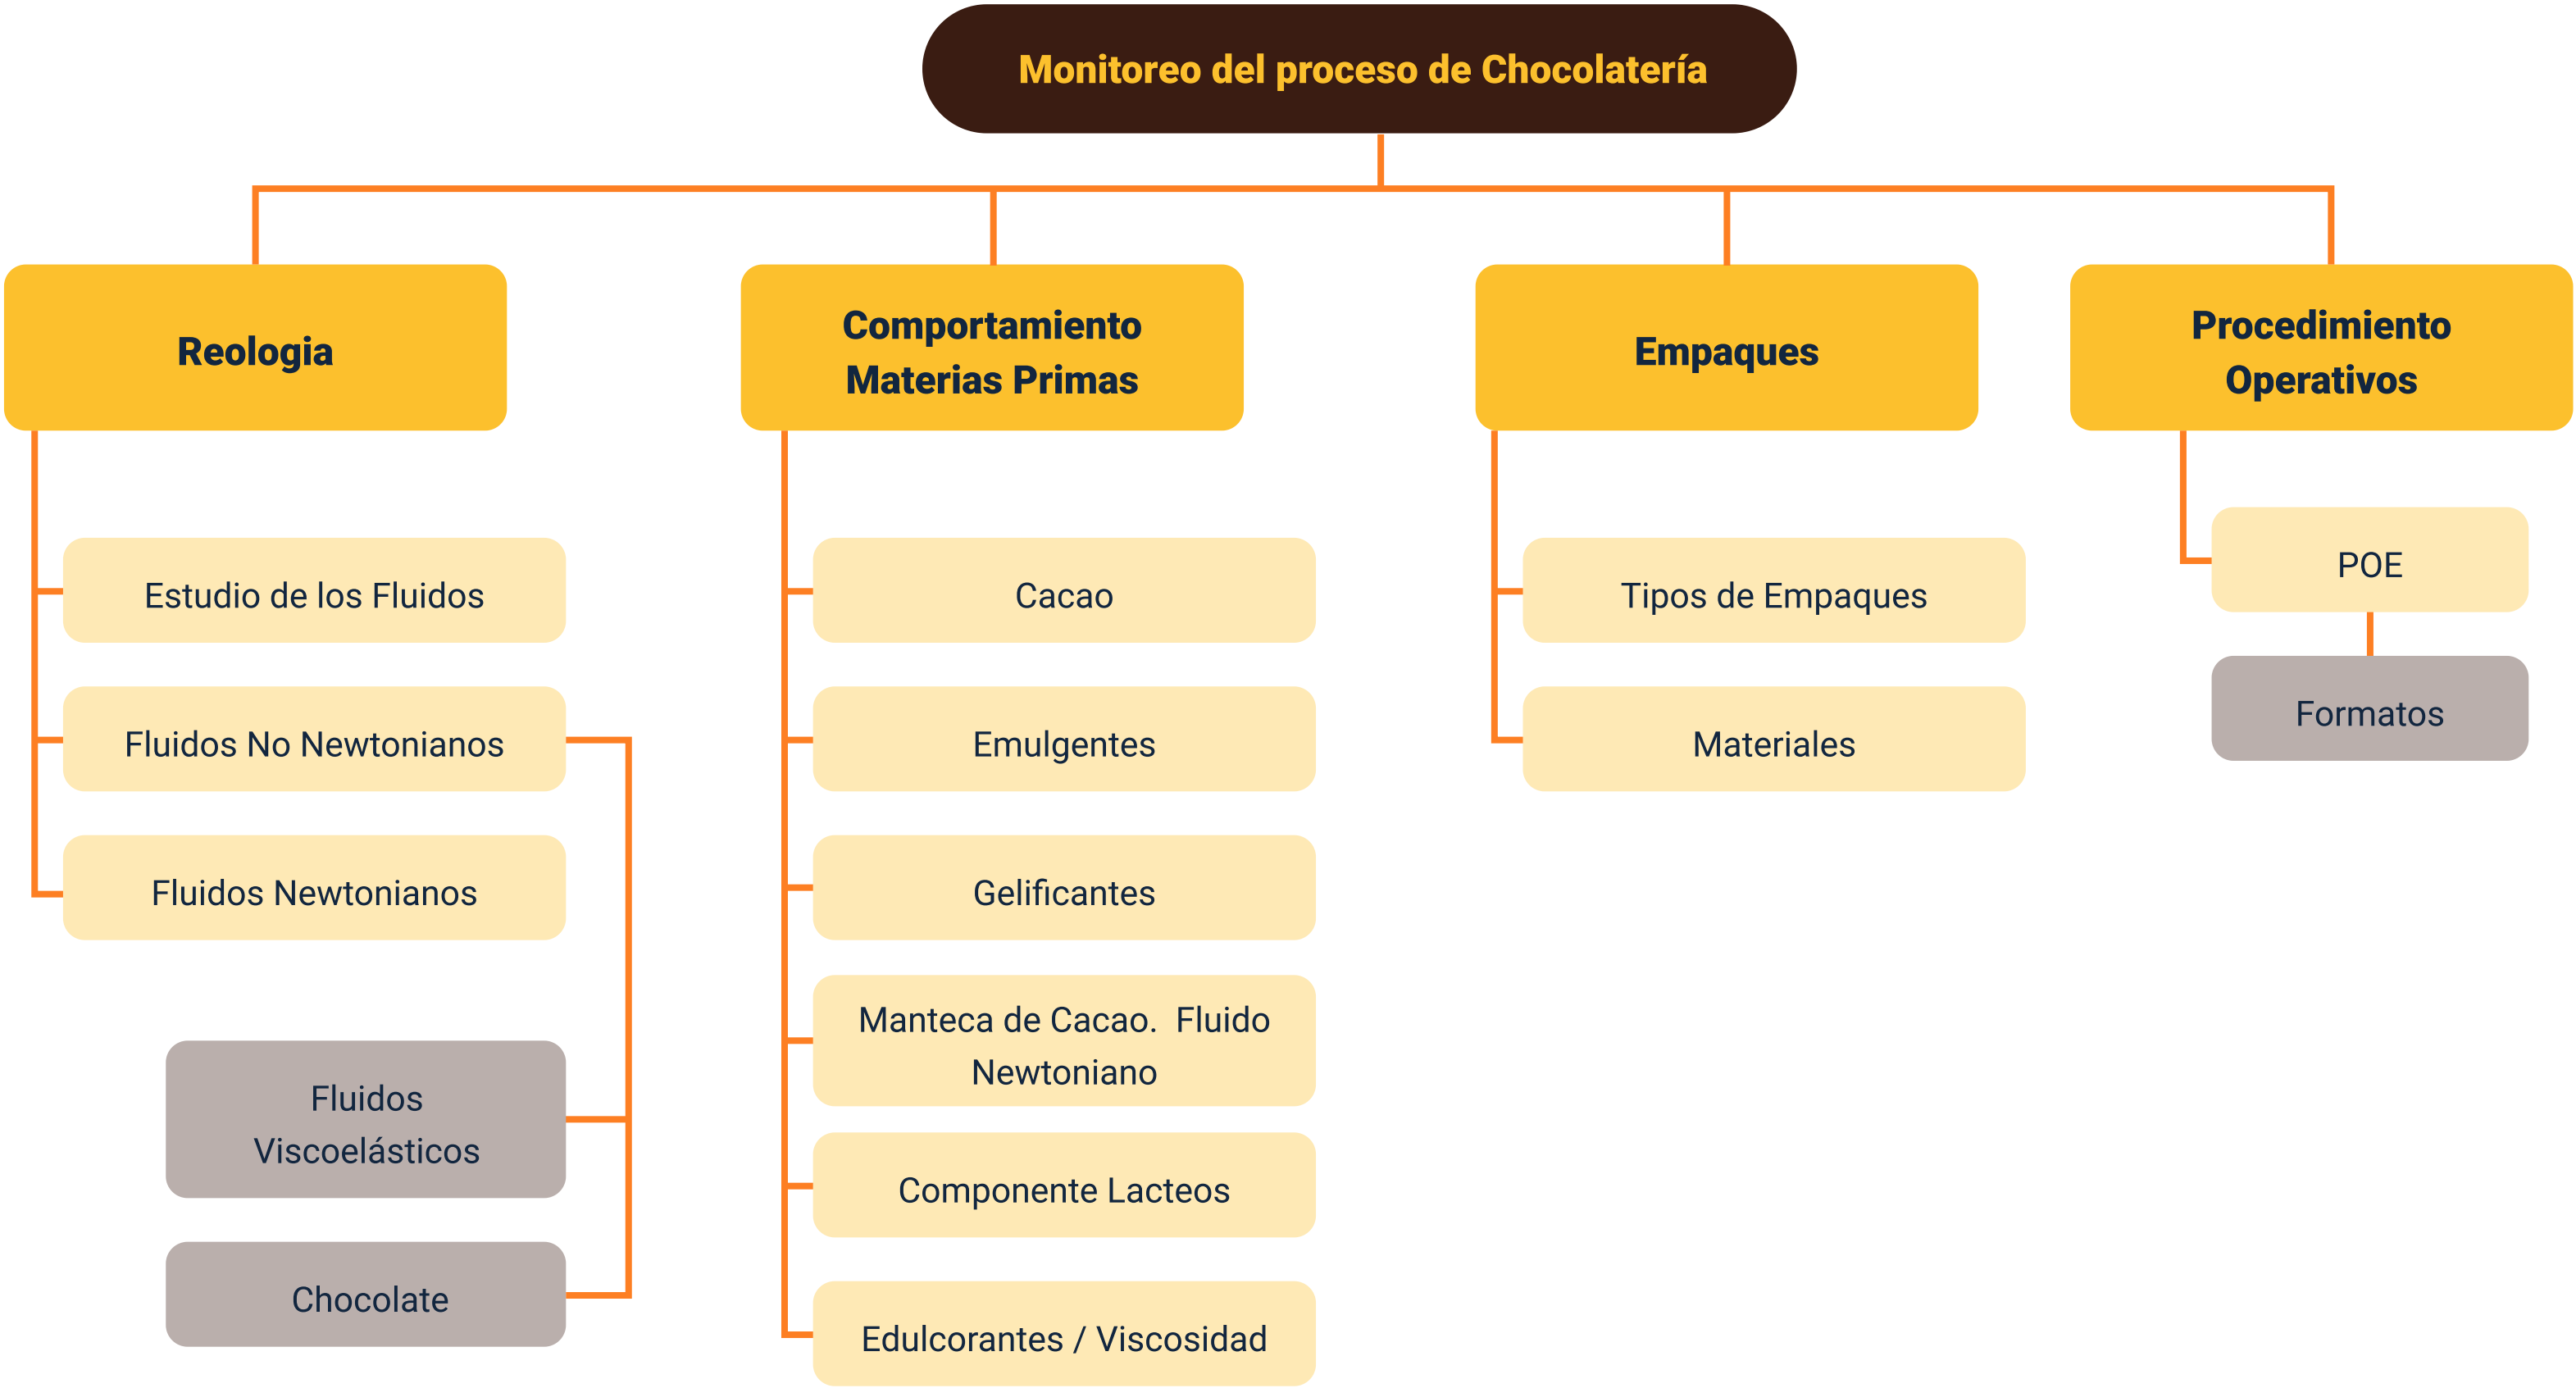 Monitoreo del proceso de Chocolatería
Reologia
Estudio de los Fluidos
Fluidos No Newtonianos
Fluidos Newtonianos
Fluidos
Viscoelásticos
Chocolate
Comportamiento
Materias Primas
Cacao
Emulgentes
Gelificantes
Manteca de Cacao.  Fluido
Newtoniano
Componente Lacteos
Edulcorantes / Viscosidad
Empaques
Tipos de Empaques
Materiales
Procedimiento
Operativos
POE
Formatos